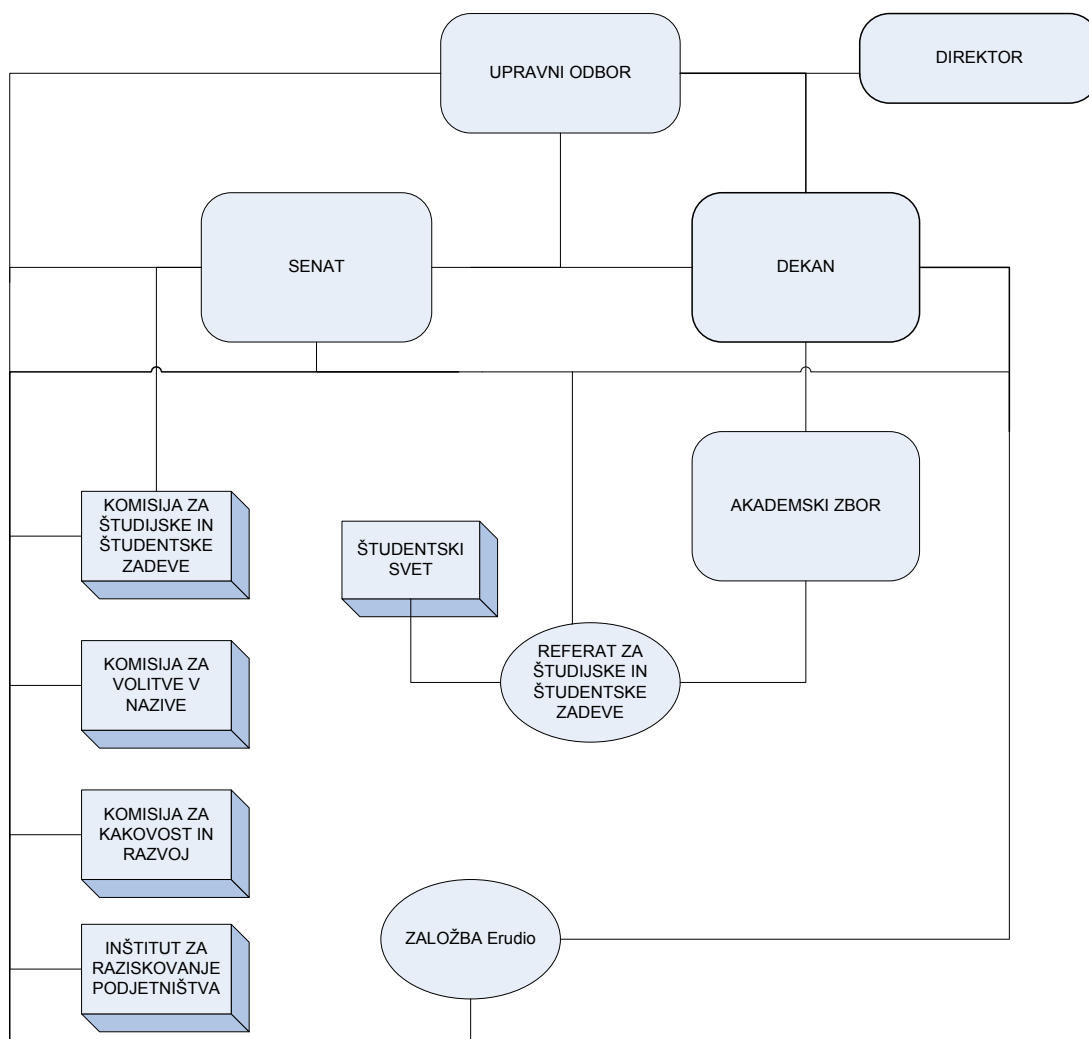 UPRAVNI ODBOR
DIREKTOR
SENAT
DEKAN
AKADEMSKI ZBOR
KOMISIJA ZA
ŠTUDIJSKE IN
ŠTUDENTSKE
ZADEVE
ŠTUDENTSKI
SVET
REFERAT ZA
ŠTUDIJSKE IN
ŠTUDENTSKE
ZADEVE
KOMISIJA ZA
VOLITVE V
NAZIVE
KOMISIJA ZA
KAKOVOST IN
RAZVOJ
ZALOŽBA Erudio
INŠTITUT ZA
RAZISKOVANJE
PODJETNIŠTVA